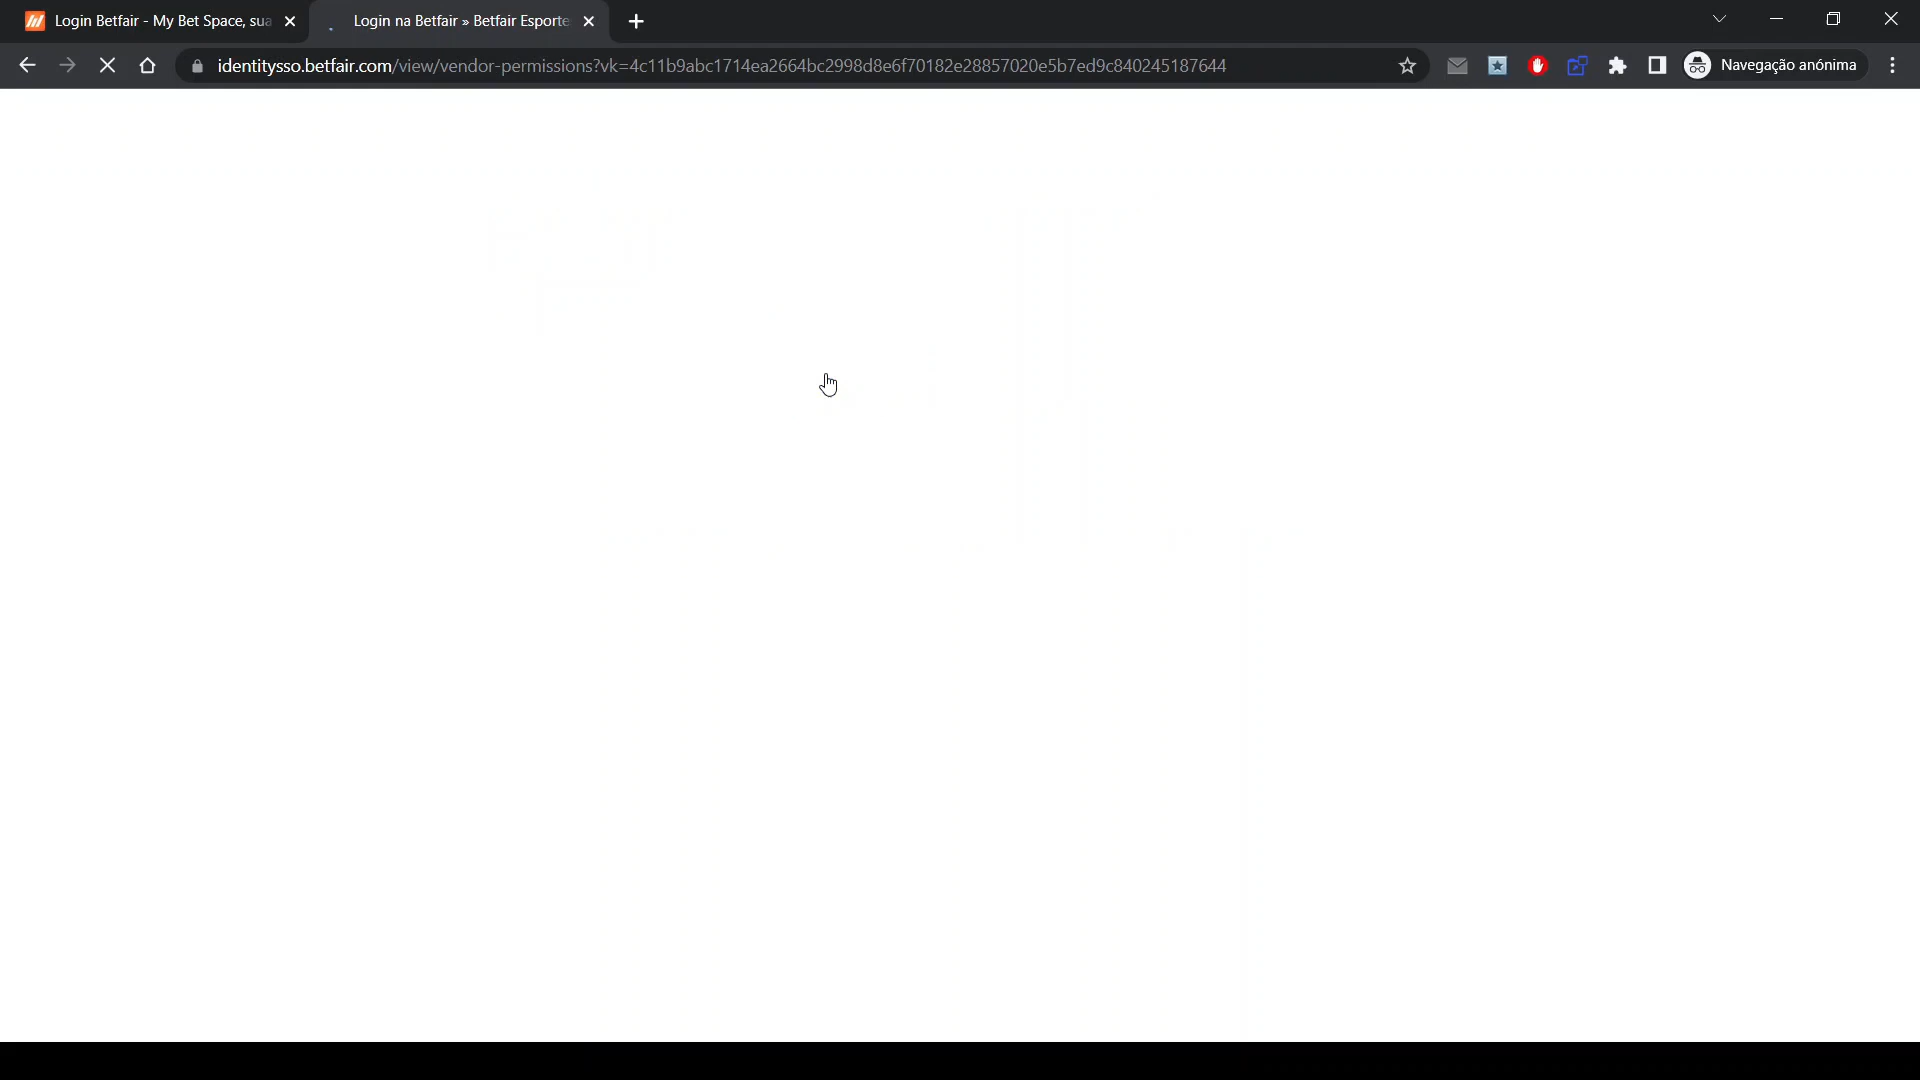 Login Betfair - My Bet Space, sua
Login na Betfair » Betfair Esporte
identitysso.betfair.com/view/vendor-permissions?vk=4c11b9abc1714ea2664bc2998d8e6f70182e28857020e5b7ed9c840245187644
Navegação anónima